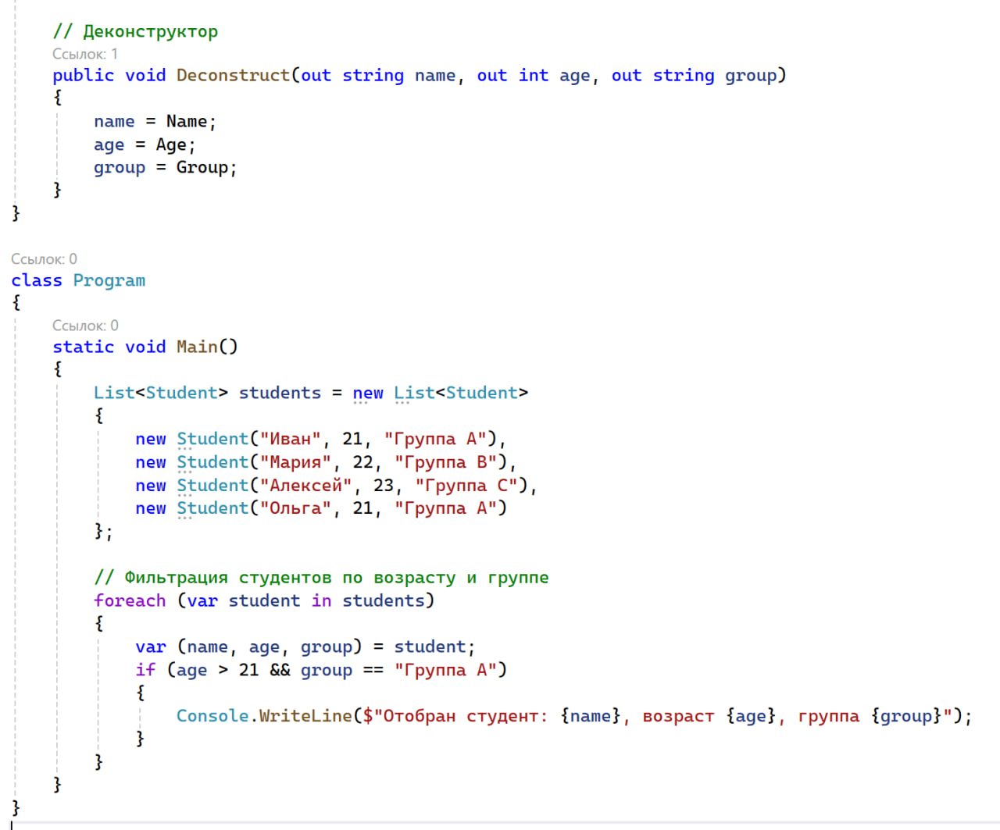 // Деконструктор
Ссылок: 1
public void Deconstruct(out string name, out int age, out string group)
{
name = Name;
age = Age;
group = Group;
}
}
Ссылок: 0
class Program
{
Ссылок: 0
static void Main()
{
List<Student> students = new List<Student>
{
new Student("Иван", 21, "Группа A"),
new Student("Мария", 22, "Группа B"),
new Student("Алексей", 23, "Группа C"),
new Student("Ольга", 21, "Группа A")
};
// Фильтрация студентов по возрасту и группе
foreach (var student in students)
{
var (name, age, group) = student;
if (age > 21 && group == "Группа A")
{
Console.WriteLine($"Отобран студент: {name}, возраст {age}, группа {group}");
}
}
}
}